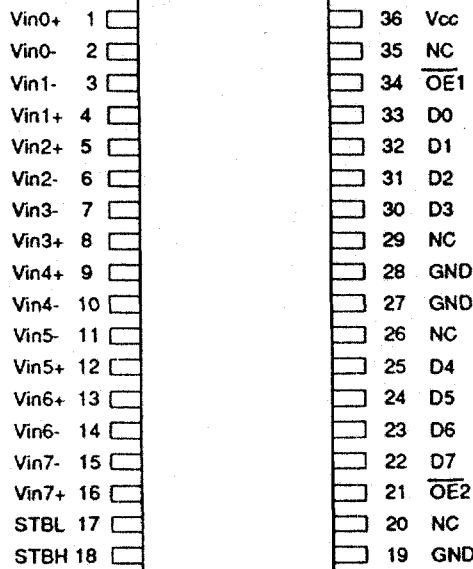 Vin0+ 1 36 Vcc
Vin0- 2 35 NC
Vin1- 3 34 O̅E̅1
Vin1+ 4 33 D0
Vin2+ 5 32 D1
Vin2- 6 31 D2
Vin3- 7 30 D3
Vin3+ 8 29 NC
Vin4+ 9 28 GND
Vin4- 10 27 GND
Vin5- 11 26 NC
Vin5+ 12 25 D4
Vin6+ 13 24 D5
Vin6- 14 23 D6
Vin7- 15 22 D7
Vin7+ 16 21 O̅E̅2
STBL 17 20 NC
STBH 18 19 GND